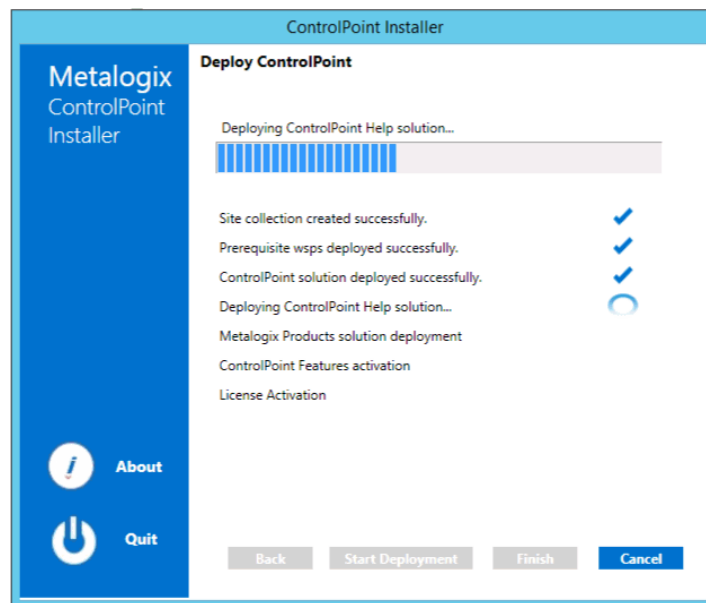 ControlPoint Installer
Metalogix
ControlPoint
Installer
Deploy ControlPoint
Deploying ControlPoint Help solution...
Site collection created successfully.
Prerequisite wsps deployed successfully.
ControlPoint solution deployed successfully.
Deploying ControlPoint Help solution...
Metalogix Products solution deployment
ControlPoint Features activation
License Activation
i
About
Quit
Back
Start Deployment
Finish
Cancel